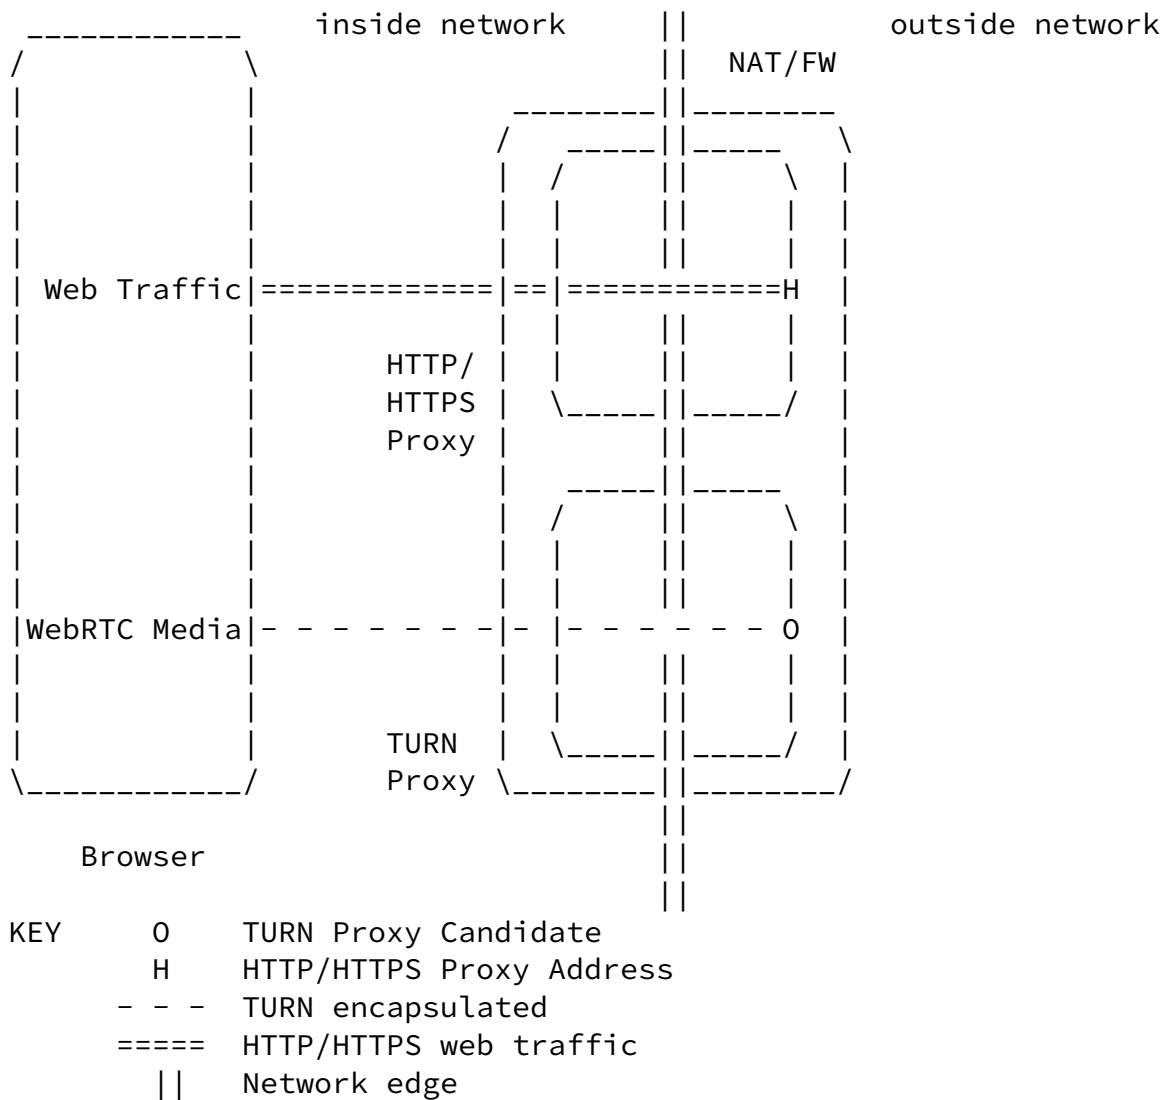 inside network || outside network
NAT/FW
Web Traffic|=============|==|============H
HTTP/
HTTPS
Proxy
|WebRTC Media|- - - - - - -|- |- - - - - - O |
TURN
Proxy
Browser
KEY O TURN Proxy Candidate
H HTTP/HTTPS Proxy Address
- - - TURN encapsulated
===== HTTP/HTTPS web traffic
|| Network edge